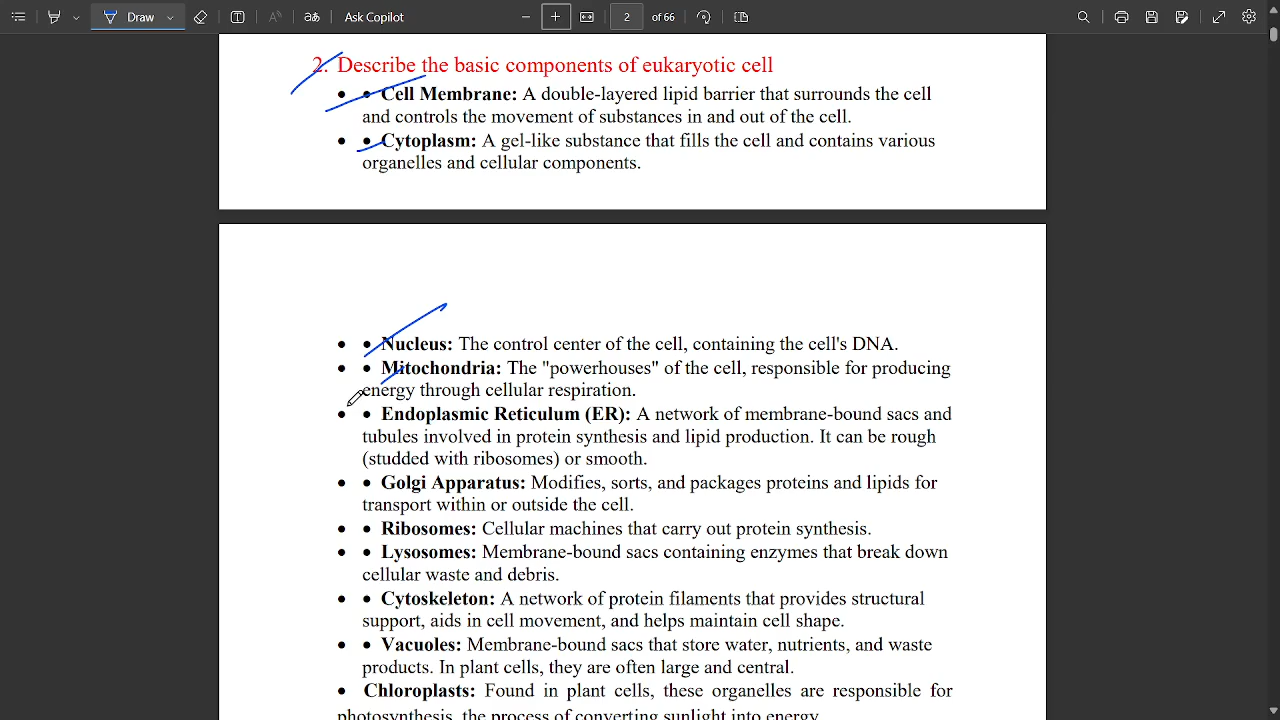 Draw
Ask Copilot
2 of 66
2. Describe the basic components of eukaryotic cell
• • Cell Membrane: A double-layered lipid barrier that surrounds the cell
and controls the movement of substances in and out of the cell.
• • Cytoplasm: A gel-like substance that fills the cell and contains various
organelles and cellular components.
• • Nucleus: The control center of the cell, containing the cell's DNA.
• • Mitochondria: The "powerhouses" of the cell, responsible for producing
energy through cellular respiration.
• • Endoplasmic Reticulum (ER): A network of membrane-bound sacs and
tubules involved in protein synthesis and lipid production. It can be rough
(studded with ribosomes) or smooth.
• • Golgi Apparatus: Modifies, sorts, and packages proteins and lipids for
transport within or outside the cell.
• • Ribosomes: Cellular machines that carry out protein synthesis.
• • Lysosomes: Membrane-bound sacs containing enzymes that break down
cellular waste and debris.
• • Cytoskeleton: A network of protein filaments that provides structural
support, aids in cell movement, and helps maintain cell shape.
• • Vacuoles: Membrane-bound sacs that store water, nutrients, and waste
products. In plant cells, they are often large and central.
• Chloroplasts: Found in plant cells, these organelles are responsible for
photosynthesis, the process of converting sunlight into energy.